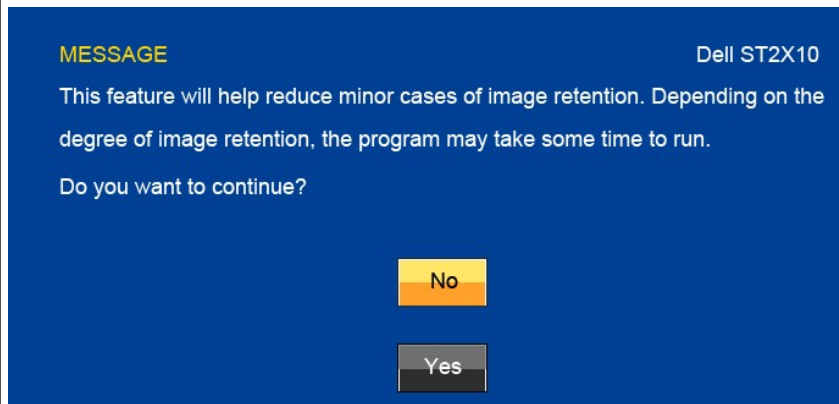 MESSAGE Dell ST2X10
This feature will help reduce minor cases of image retention. Depending on the
degree of image retention, the program may take some time to run.
Do you want to continue?
No
Yes